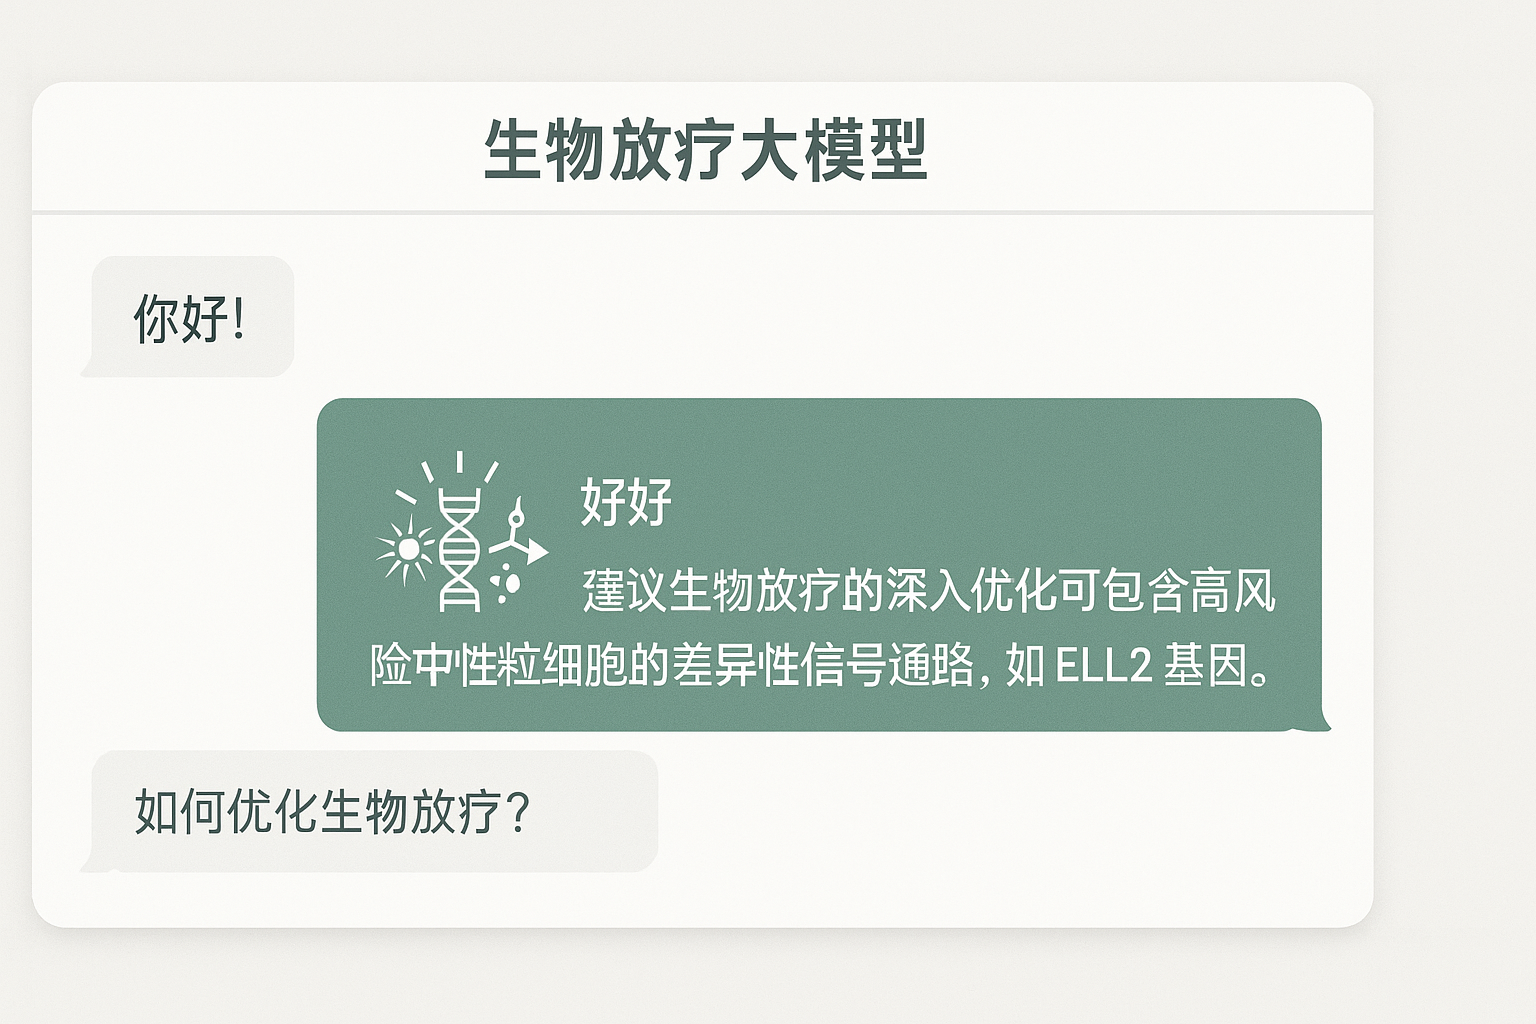 生物放疗大模型
你好!
好好
建议生物放疗的深入优化可包含高风
险中性粒细胞的差异性信号通路, 如 ELL2 基因。
如何优化生物放疗?